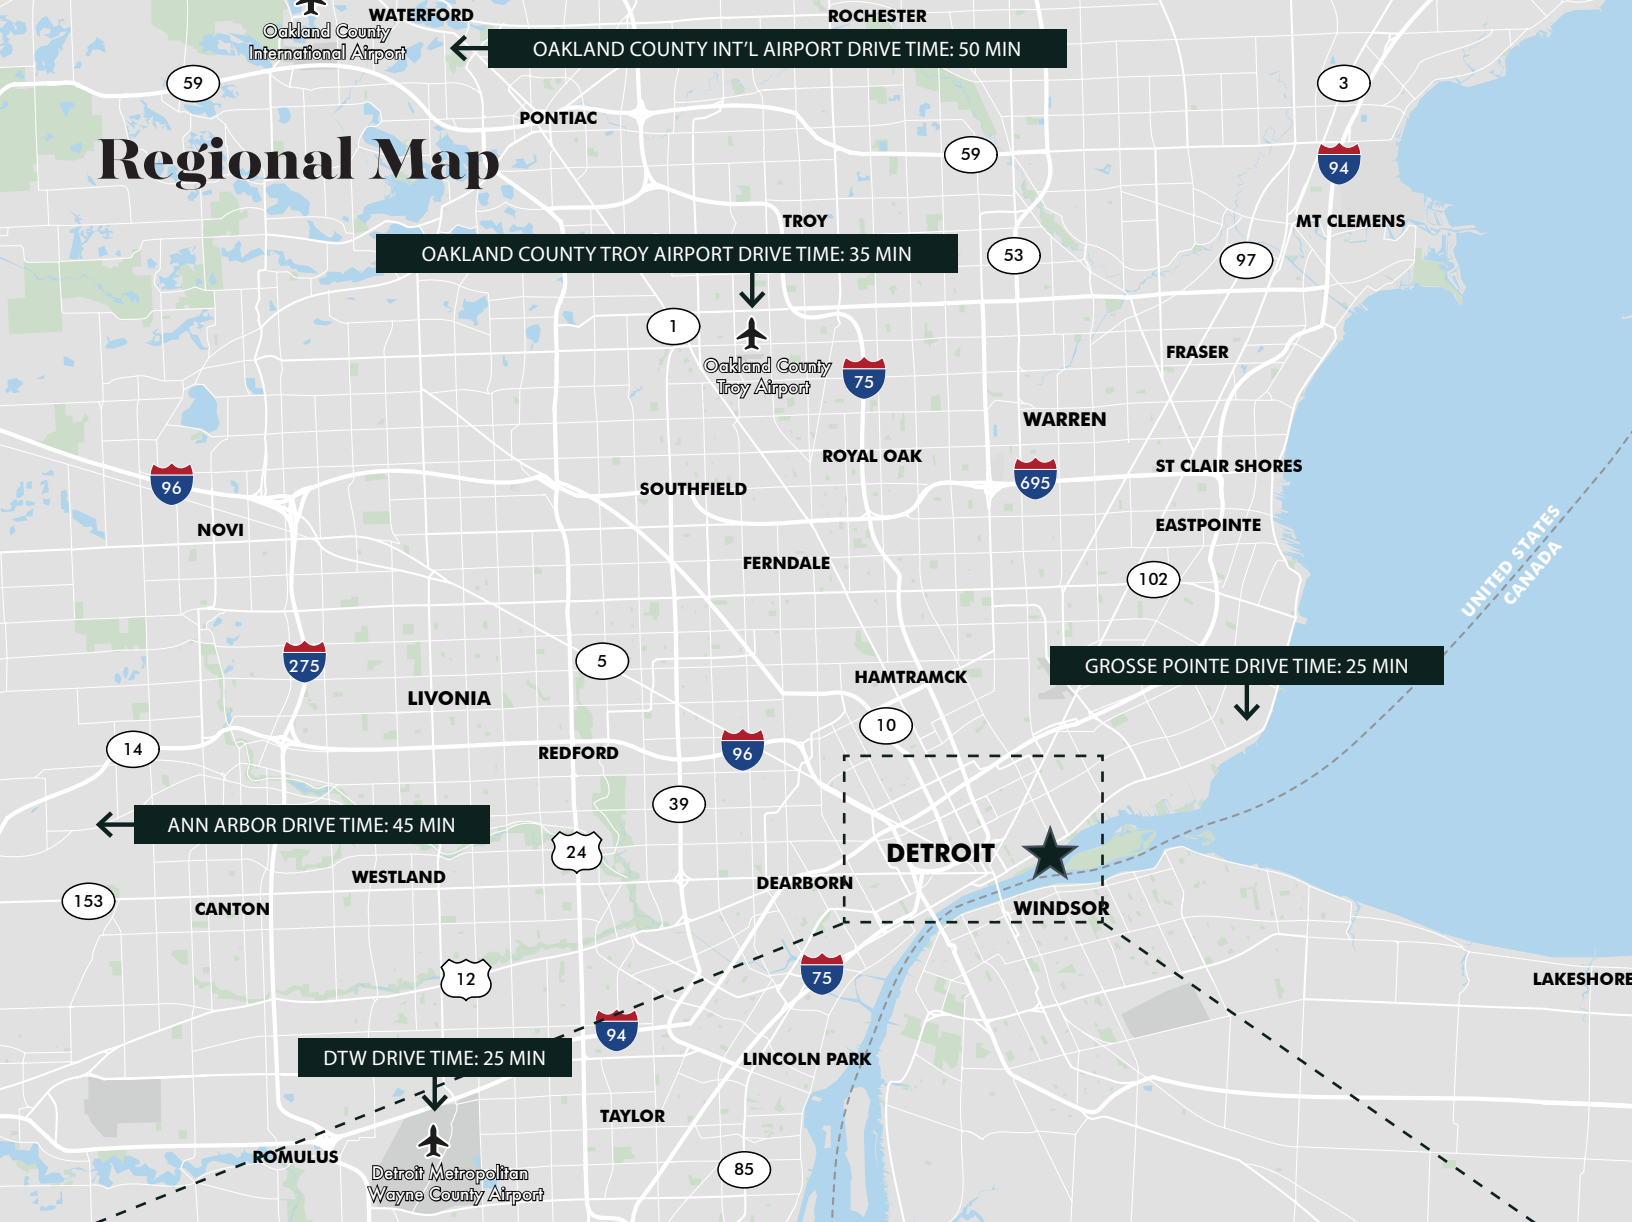 WATERFORD
ROCHESTER
Oakland County
International Airport
OAKLAND COUNTY INT'L AIRPORT DRIVE TIME: 50 MIN
59
3
PONTIAC
Regional Map
59
94
TROY
MT CLEMENS
OAKLAND COUNTY TROY AIRPORT DRIVE TIME: 35 MIN
53
97
1
Oakland County
Troy Airport
75
FRASER
WARREN
ROYAL OAK
ST CLAIR SHORES
96
SOUTHFIELD
695
NOVI
EASTPOINTE
FERNDALE
102
UNITED STATES
CANADA
275
5
GROSSE POINTE DRIVE TIME: 25 MIN
HAMTRAMCK
LIVONIA
10
14
REDFORD
96
39
ANN ARBOR DRIVE TIME: 45 MIN
24
DETROIT
WESTLAND
DEARBORN
153
CANTON
WINDSOR
12
75
LAKESHORE
94
DTW DRIVE TIME: 25 MIN
LINCOLN PARK
TAYLOR
ROMULUS
Detroit Metropolitan
Wayne County Airport
85